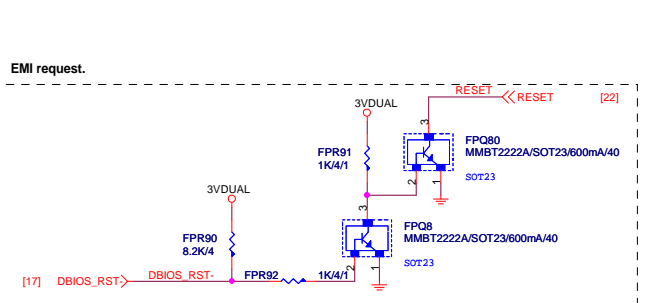 EMI request.
RESET
RESET
[22]
3VDUAL
3
FPQ80
MMBT2222A/SOT23/600mA/40
SOT23
FPR91
1K/4/1
2
1
3VDUAL
3
FPQ8
MMBT2222A/SOT23/600mA/40
SOT23
FPR90
8.2K/4
[17]
DBIOS_RST-
DBIOS_RST-
FPR92
1K/4/1
2
1